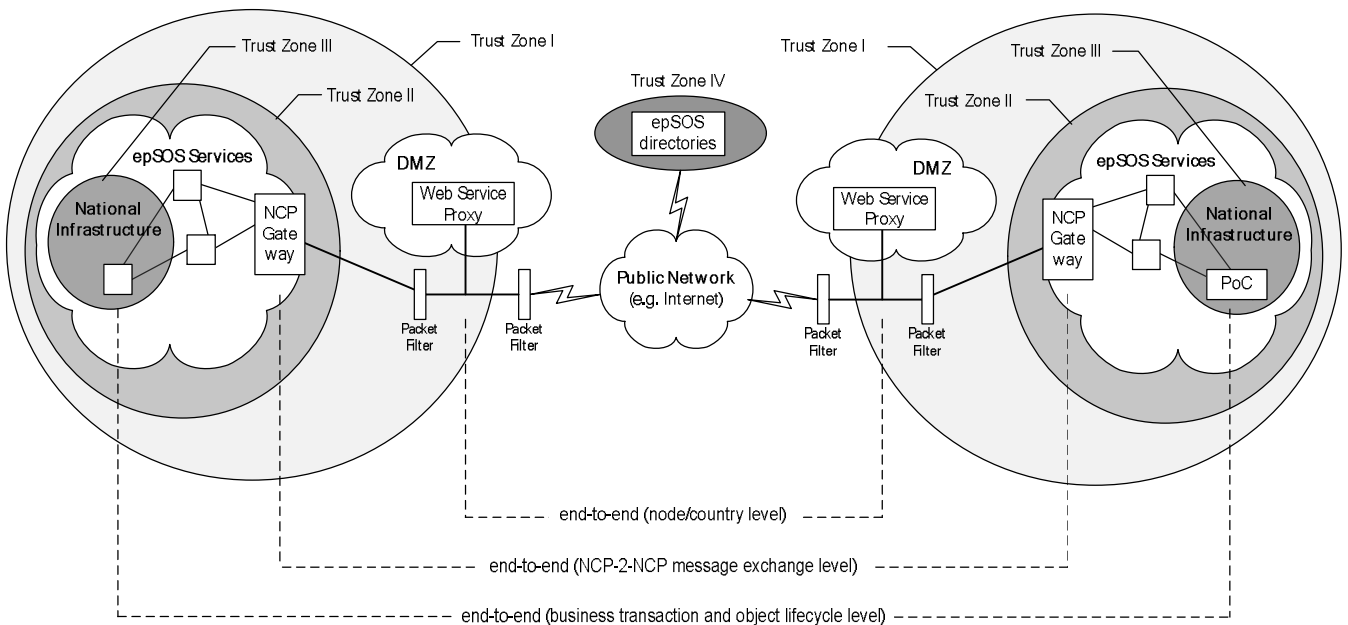 Trust Zone III
Trust Zone I
Trust Zone II
epSOS Services
National
Infrastructure
NCP
Gate
way
DMZ
Web Service
Proxy
Packet
Filter
Packet
Filter
Trust Zone IV
epSOS
directories
Public Network
(e.g. Internet)
Trust Zone I
Trust Zone III
Trust Zone II
DMZ
Web Service
Proxy
Packet
Filter
Packet
Filter
NCP
Gate
way
epSOS Services
National
Infrastructure
PoC
end-to-end (node/country level)
end-to-end (NCP-2-NCP message exchange level)
end-to-end (business transaction and object lifecycle level)